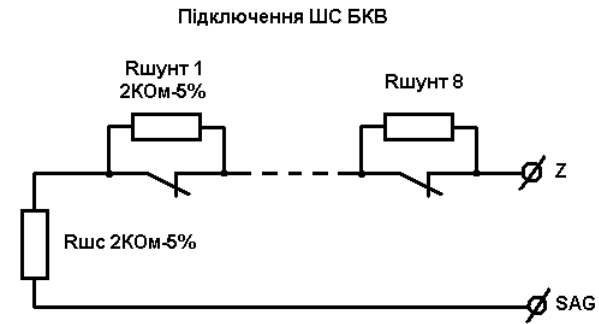 Підключення ШС БКВ
Rшунт 1
2КОм-5%
Rшунт 8
Z
Rшс 2КОм-5%
SAG